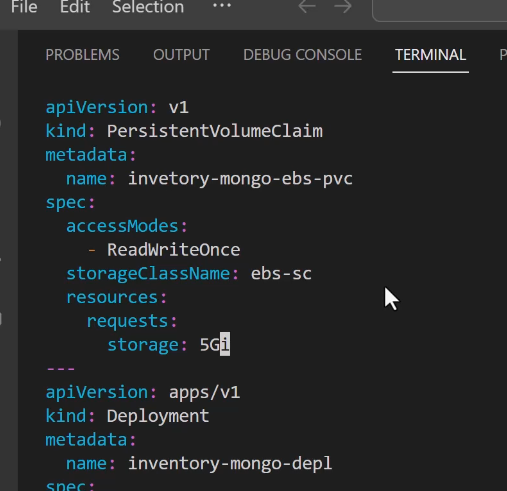 File Edit Selection ...
PROBLEMS OUTPUT DEBUG CONSOLE TERMINAL P
apiVersion: v1
kind: PersistentVolumeClaim
metadata:
  name: invetory-mongo-ebs-pvc
spec:
  accessModes:
    - ReadWriteOnce
  storageClassName: ebs-sc
  resources:
    requests:
      storage: 5Gi
---
apiVersion: apps/v1
kind: Deployment
metadata:
  name: inventory-mongo-depl
spec: